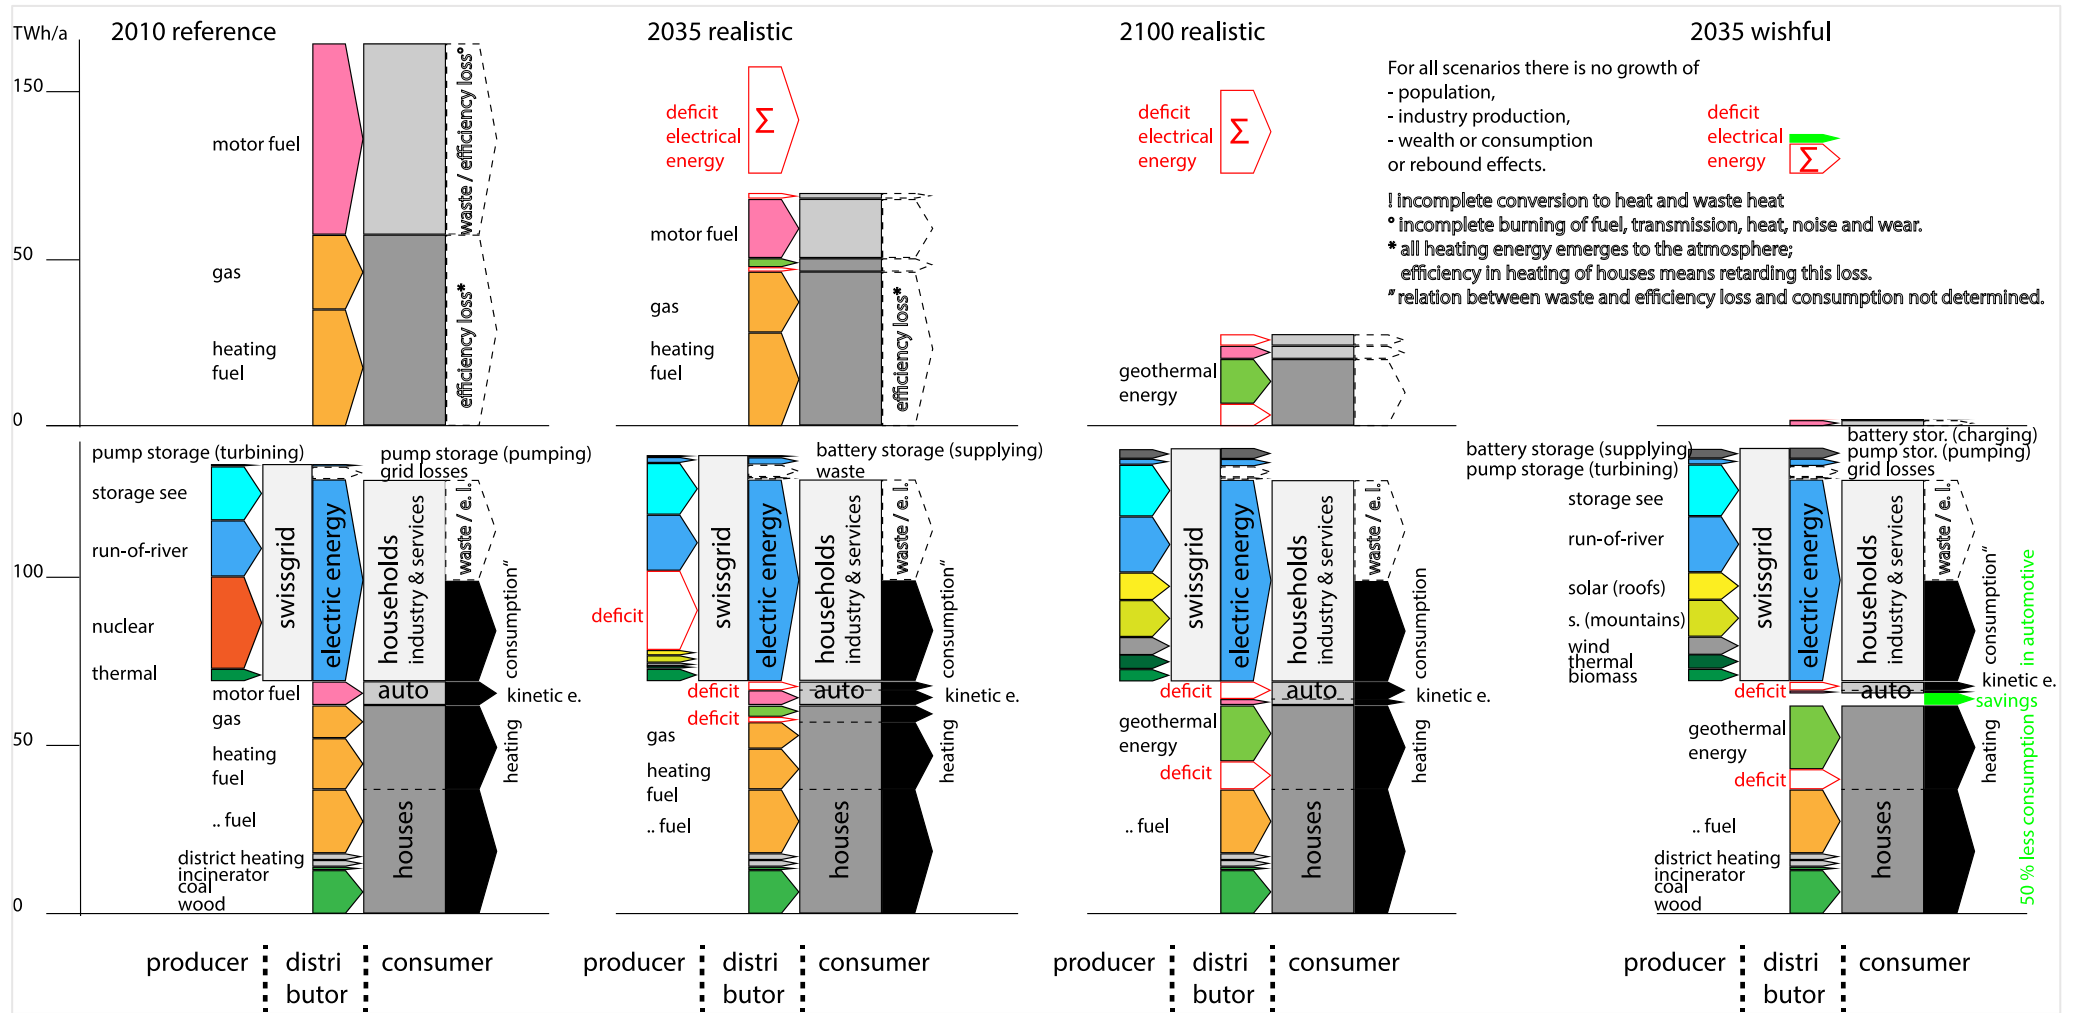 TWh/a
2010 reference
2035 realistic
2100 realistic
2035 wishful
150
50
0
100
50
0
motor fuel
gas
heating
fuel
waste / efficiency loss°
efficiency loss*
deficit
electrical
energy
Σ
motor fuel
gas
heating
fuel
efficiency loss*
deficit
electrical
energy
Σ
geothermal
energy
For all scenarios there is no growth of
- population,
- industry production,
- wealth or consumption
or rebound effects.
deficit
electrical
energy
Σ
! incomplete conversion to heat and waste heat
° incomplete burning of fuel, transmission, heat, noise and wear.
* all heating energy emerges to the atmosphere;
efficiency in heating of houses means retarding this loss.
” relation between waste and efficiency loss and consumption not determined.
pump storage (turbining)
storage see
run-of-river
nuclear
thermal
motor fuel
gas
heating
fuel
.. fuel
district heating
incinerator
coal
wood
swissgrid
electric energy
pump storage (pumping)
grid losses
households
industry & services
waste / e. l.
consumption“
auto
kinetic e.
heating
houses
deficit
deficit
deficit
gas
heating
fuel
.. fuel
swissgrid
electric energy
battery storage (supplying)
waste
households
industry & services
waste / e. l.
consumption“
auto
kinetic e.
heating
houses
deficit
geothermal
energy
deficit
.. fuel
swissgrid
electric energy
households
industry & services
waste / e. l.
consumption
auto
kinetic e.
heating
houses
battery storage (supplying)
pump storage (turbining)
storage see
run-of-river
solar (roofs)
s. (mountains)
wind
thermal
biomass
deficit
geothermal
energy
deficit
.. fuel
district heating
incinerator
coal
wood
swissgrid
electric energy
battery stor. (charging)
pump stor. (pumping)
grid losses
households
industry & services
waste / e. l.
consumption“
auto
kinetic e.
savings
heating
houses
50 % less consumption in automotive
producer
distri
butor
consumer
producer
distri
butor
consumer
producer
distri
butor
consumer
producer
distri
butor
consumer